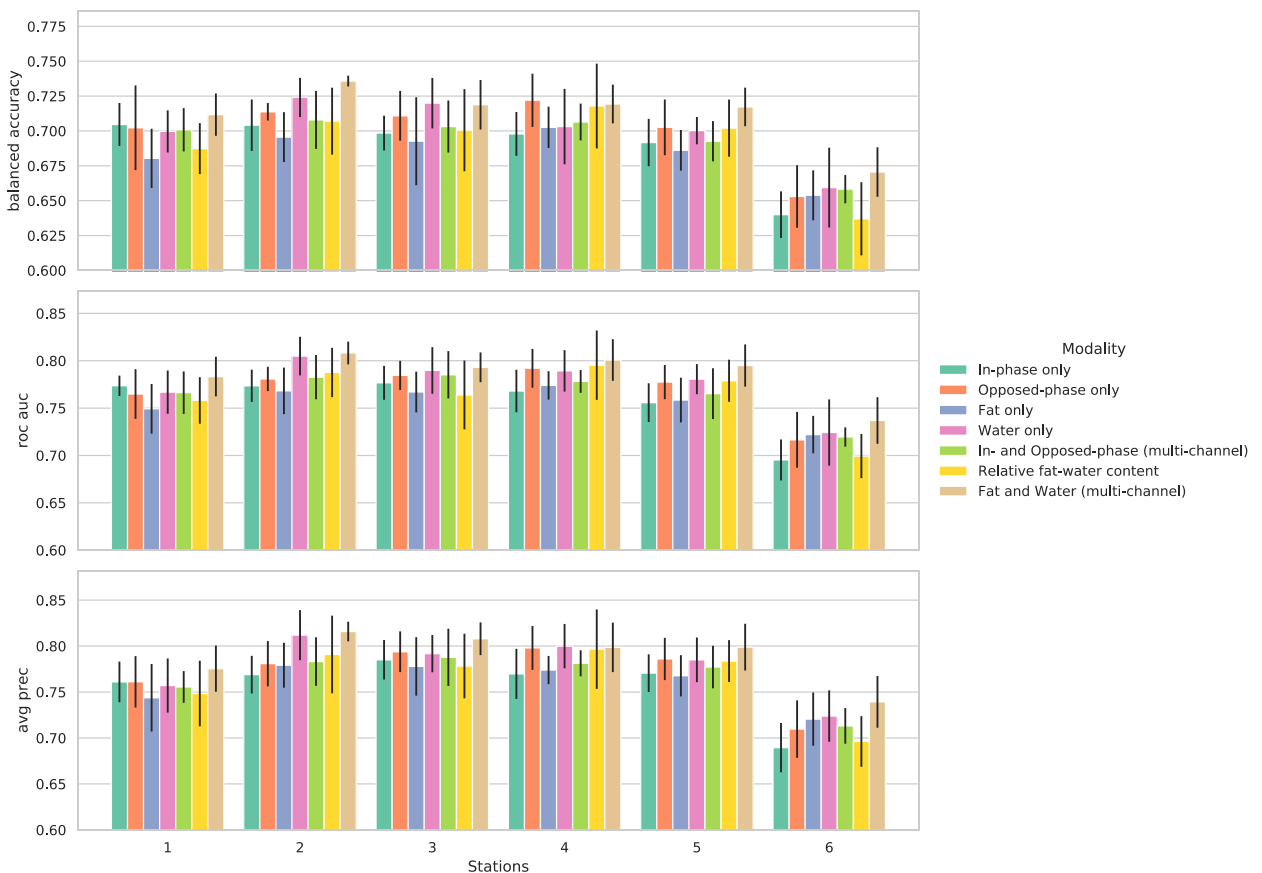 0.775
0.750
0.725
0.700
0.675
0.650
0.625
0.600
balanced accuracy
0.85
0.80
0.75
0.70
0.65
0.60
roc auc
Modality
In-phase only
Opposed-phase only
Fat only
Water only
In- and Opposed-phase (multi-channel)
Relative fat-water content
Fat and Water (multi-channel)
0.85
0.80
0.75
0.70
0.65
0.60
avg prec
1 2 3 4 5 6
Stations